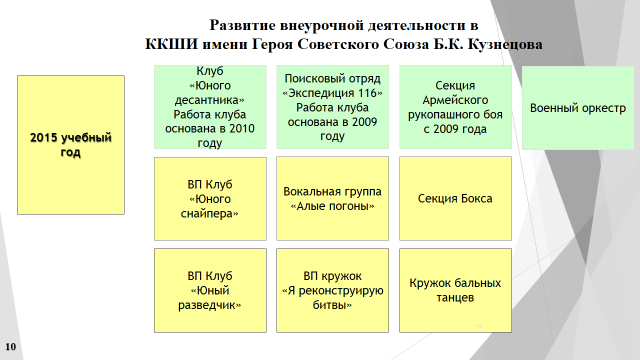 Развитие внеурочной деятельности в
ККШИ имени Героя Советского Союза Б.К. Кузнецова
2015 учебный
год
Клуб
«Юного
десантника»
Работа клуба
основана в 2010
году
Поисковый отряд
«Экспедиция 116»
Работа клуба
основана в 2009
году
Секция
Армейского
рукопашного боя
с 2009 года
Военный оркестр
ВП Клуб
«Юного
снайпера»
Вокальная группа
«Алые погоны»
Секция Бокса
ВП Клуб
«Юный
разведчик»
ВП кружок
«Я реконструирую
битвы»
Кружок бальных
танцев
10